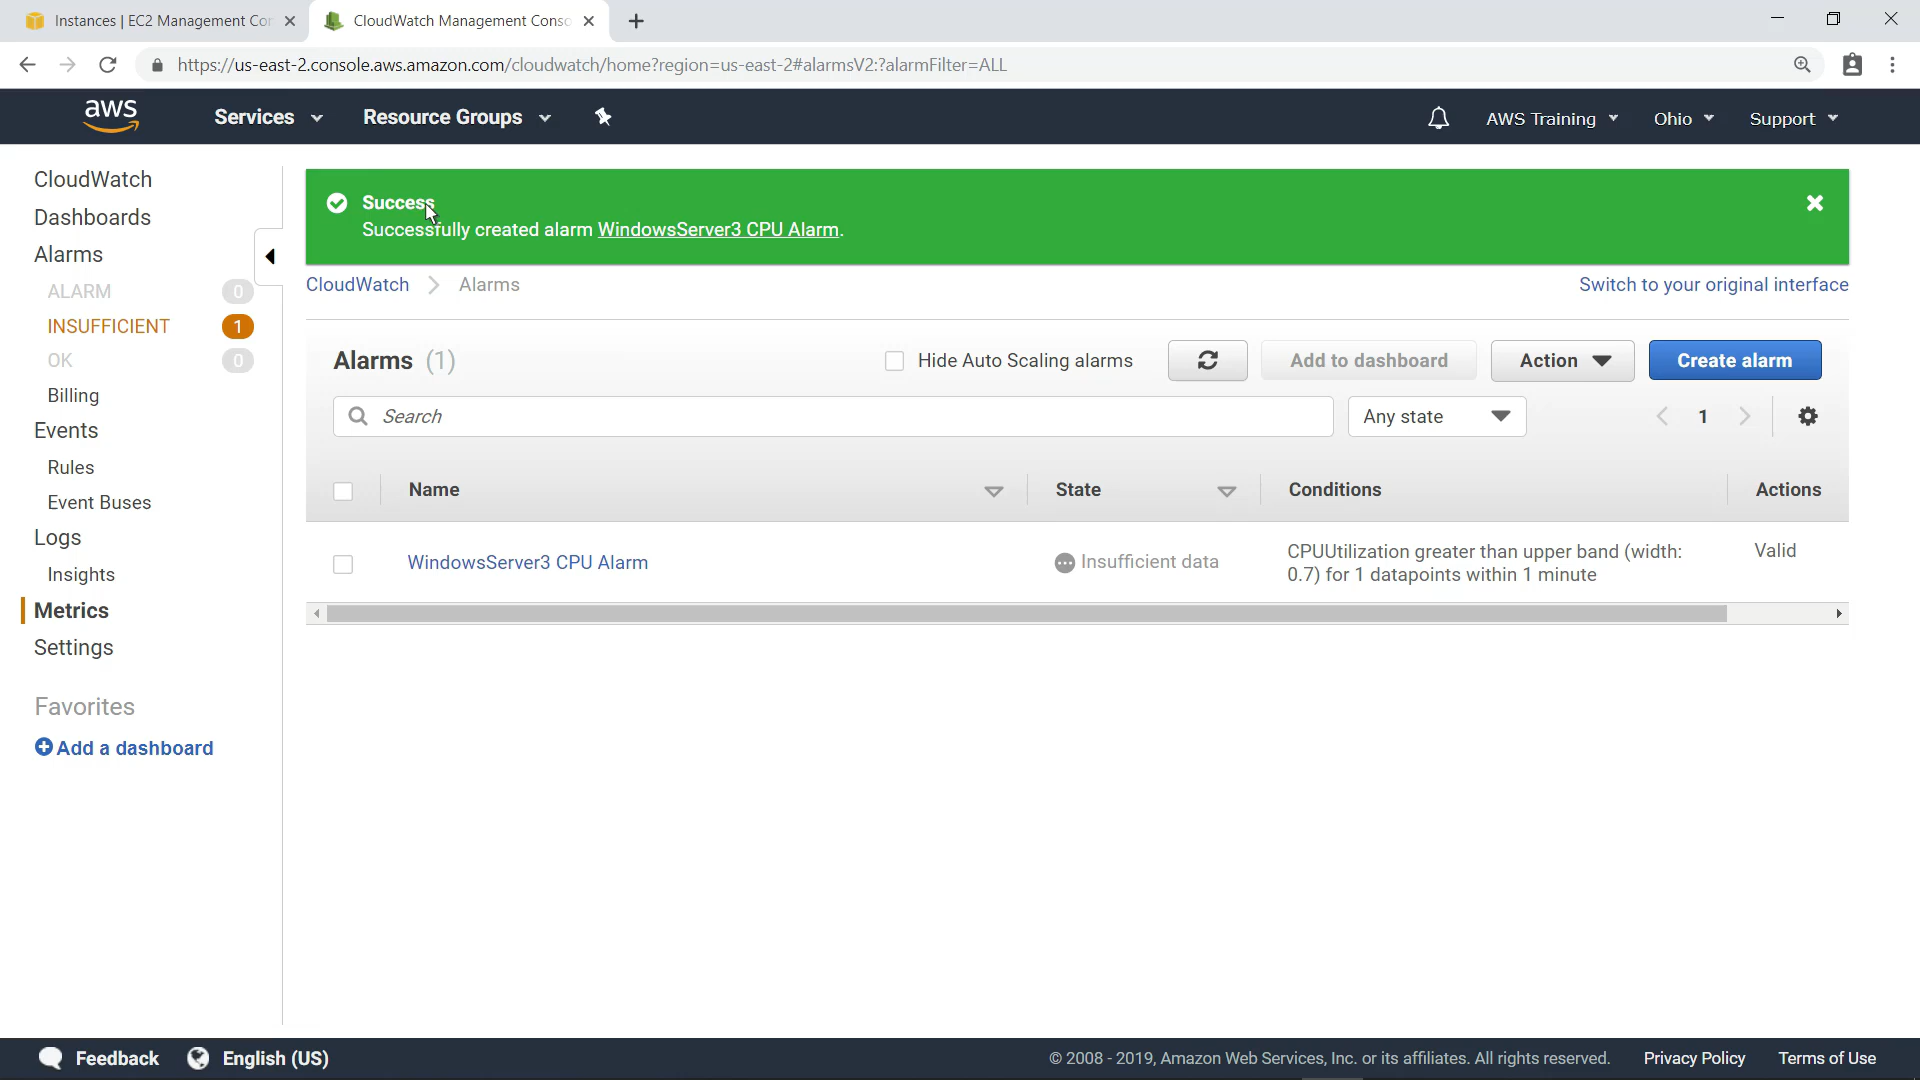 Instances | EC2 Management Con
CloudWatch Management Conso
https://us-east-2.console.aws.amazon.com/cloudwatch/home?region=us-east-2#alarmsV2:?alarmFilter=ALL
aws
Services
Resource Groups
AWS Training
Ohio
Support
CloudWatch
Dashboards
Alarms
ALARM 0
INSUFFICIENT 1
OK 0
Billing
Events
Rules
Event Buses
Logs
Insights
Metrics
Settings
Favorites
Add a dashboard
Success
Successfully created alarm WindowsServer3 CPU Alarm.
CloudWatch Alarms
Switch to your original interface
Alarms (1)
Hide Auto Scaling alarms
Add to dashboard
Action
Create alarm
Search
Any state
1
Name State Conditions Actions
WindowsServer3 CPU Alarm
Insufficient data
CPUUtilization greater than upper band (width:
0.7) for 1 datapoints within 1 minute
Valid
Feedback
English (US)
© 2008 - 2019, Amazon Web Services, Inc. or its affiliates. All rights reserved.
Privacy Policy
Terms of Use